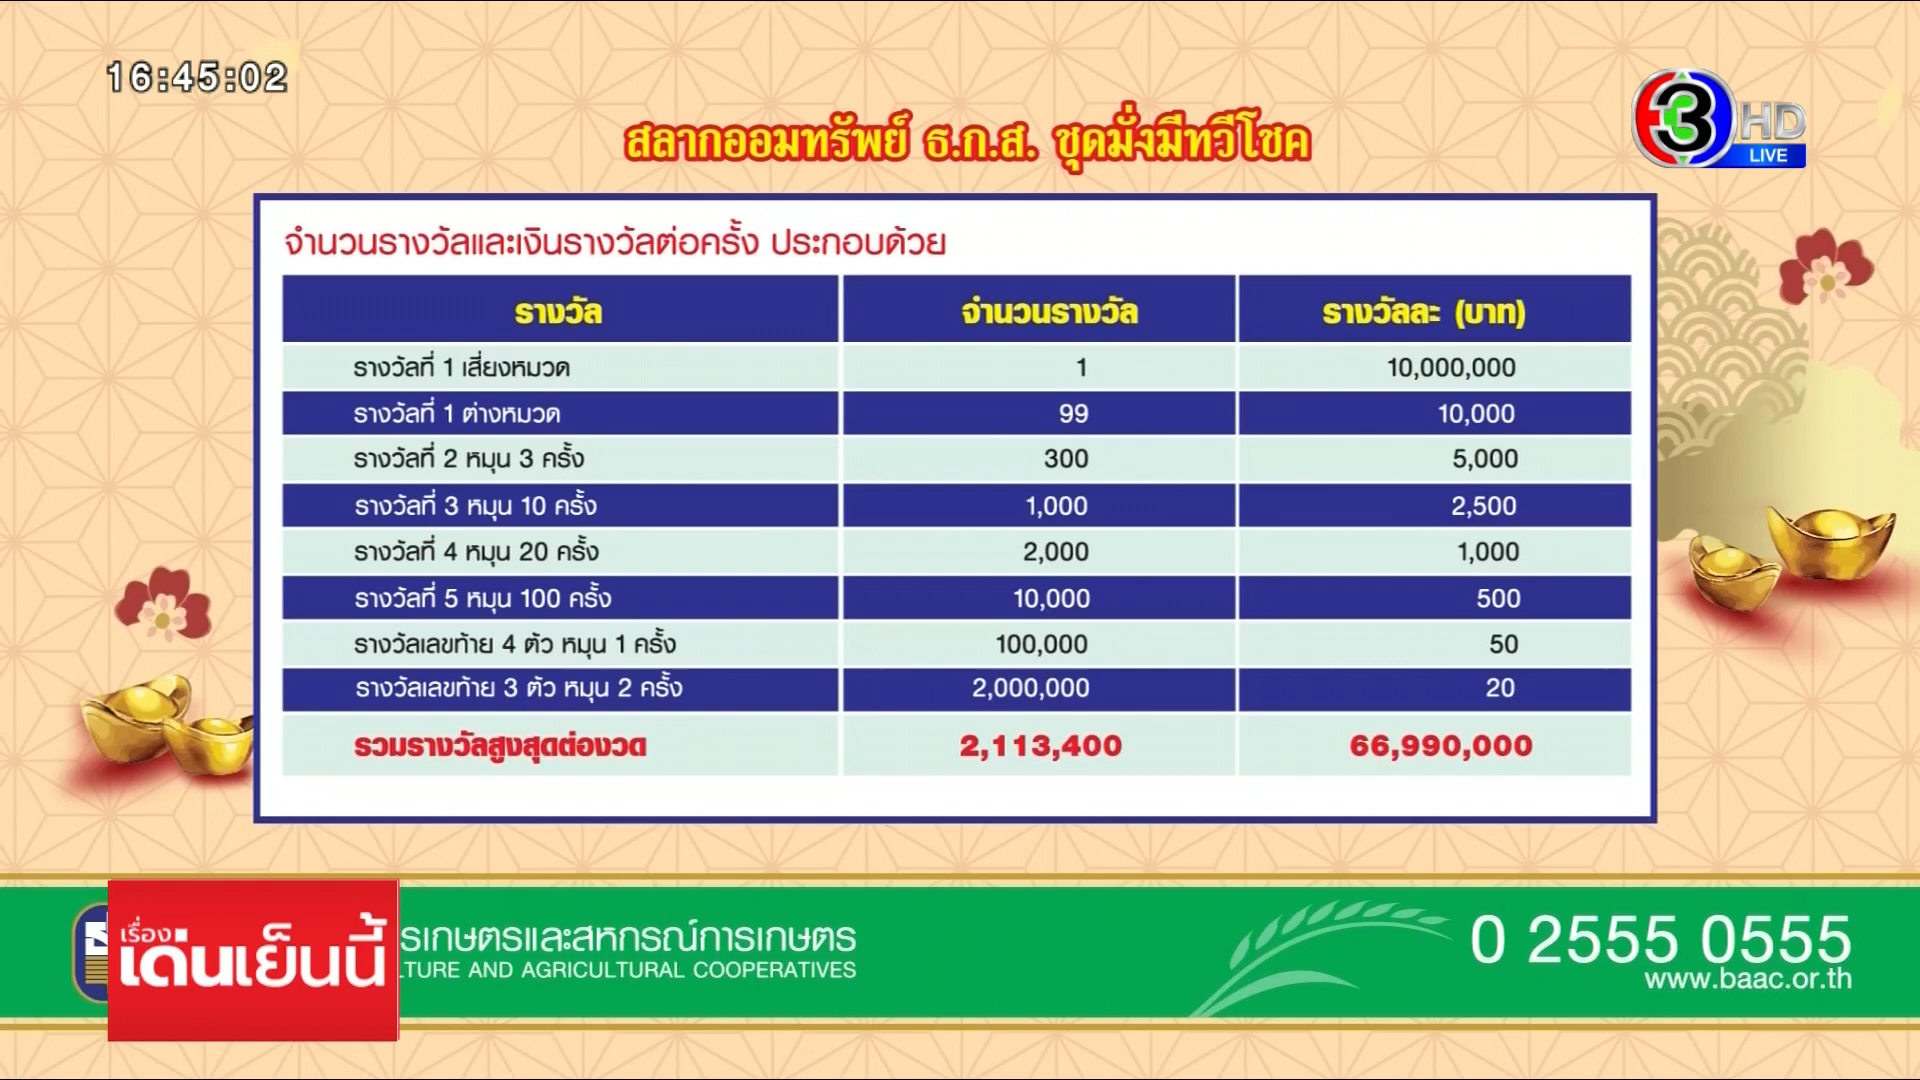 16:45:02
3 HD
LIVE
สลากออมทรัพย์ ธ.ก.ส. ชุดมั่งมีทวีโชค
จำนวนรางวัลและเงินรางวัลต่อครั้ง ประกอบด้วย
รางวัล จำนวนรางวัล รางวัลละ (บาท)
รางวัลที่ 1 เสี่ยงหมวด 1 10,000,000
รางวัลที่ 1 ต่างหมวด 99 10,000
รางวัลที่ 2 หมุน 3 ครั้ง 300 5,000
รางวัลที่ 3 หมุน 10 ครั้ง 1,000 2,500
รางวัลที่ 4 หมุน 20 ครั้ง 2,000 1,000
รางวัลที่ 5 หมุน 100 ครั้ง 10,000 500
รางวัลเลขท้าย 4 ตัว หมุน 1 ครั้ง 100,000 50
รางวัลเลขท้าย 3 ตัว หมุน 2 ครั้ง 2,000,000 20
รวมรางวัลสูงสุดต่องวด 2,113,400 66,990,000
เรื่อง
เด่นเย็นนี้
รเกษตรและสหกรณ์การเกษตร
LTURE AND AGRICULTURAL COOPERATIVES
0 2555 0555
www.baac.or.th